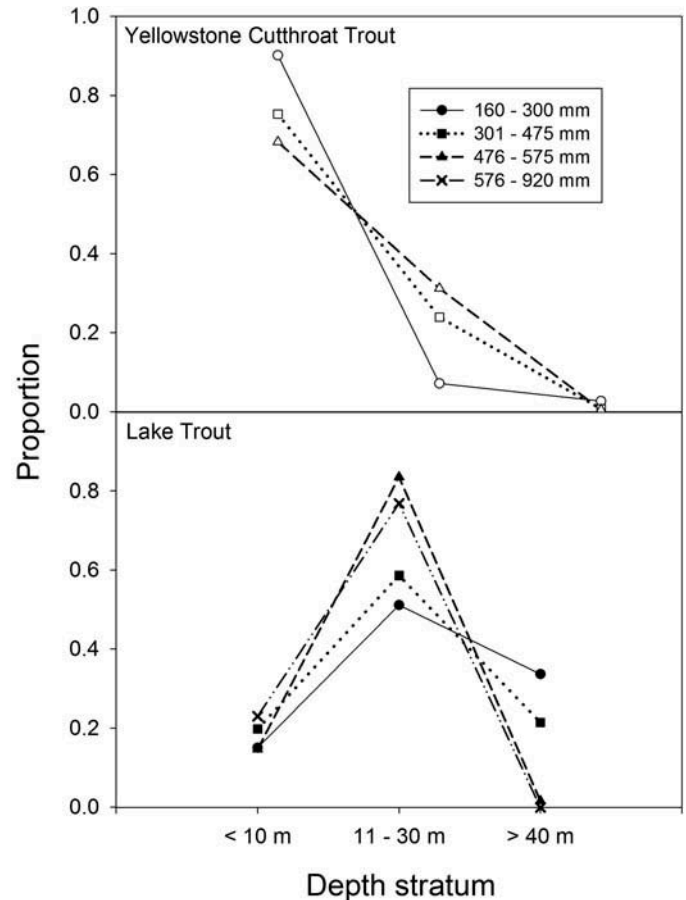 1.0
Yellowstone Cutthroat Trout
160 - 300 mm
301 - 475 mm
476 - 575 mm
576 - 920 mm
0.8
0.6
0.4
0.2
0.0
Proportion
Lake Trout
0.8
0.6
0.4
0.2
0.0
< 10 m 11 - 30 m > 40 m
Depth stratum